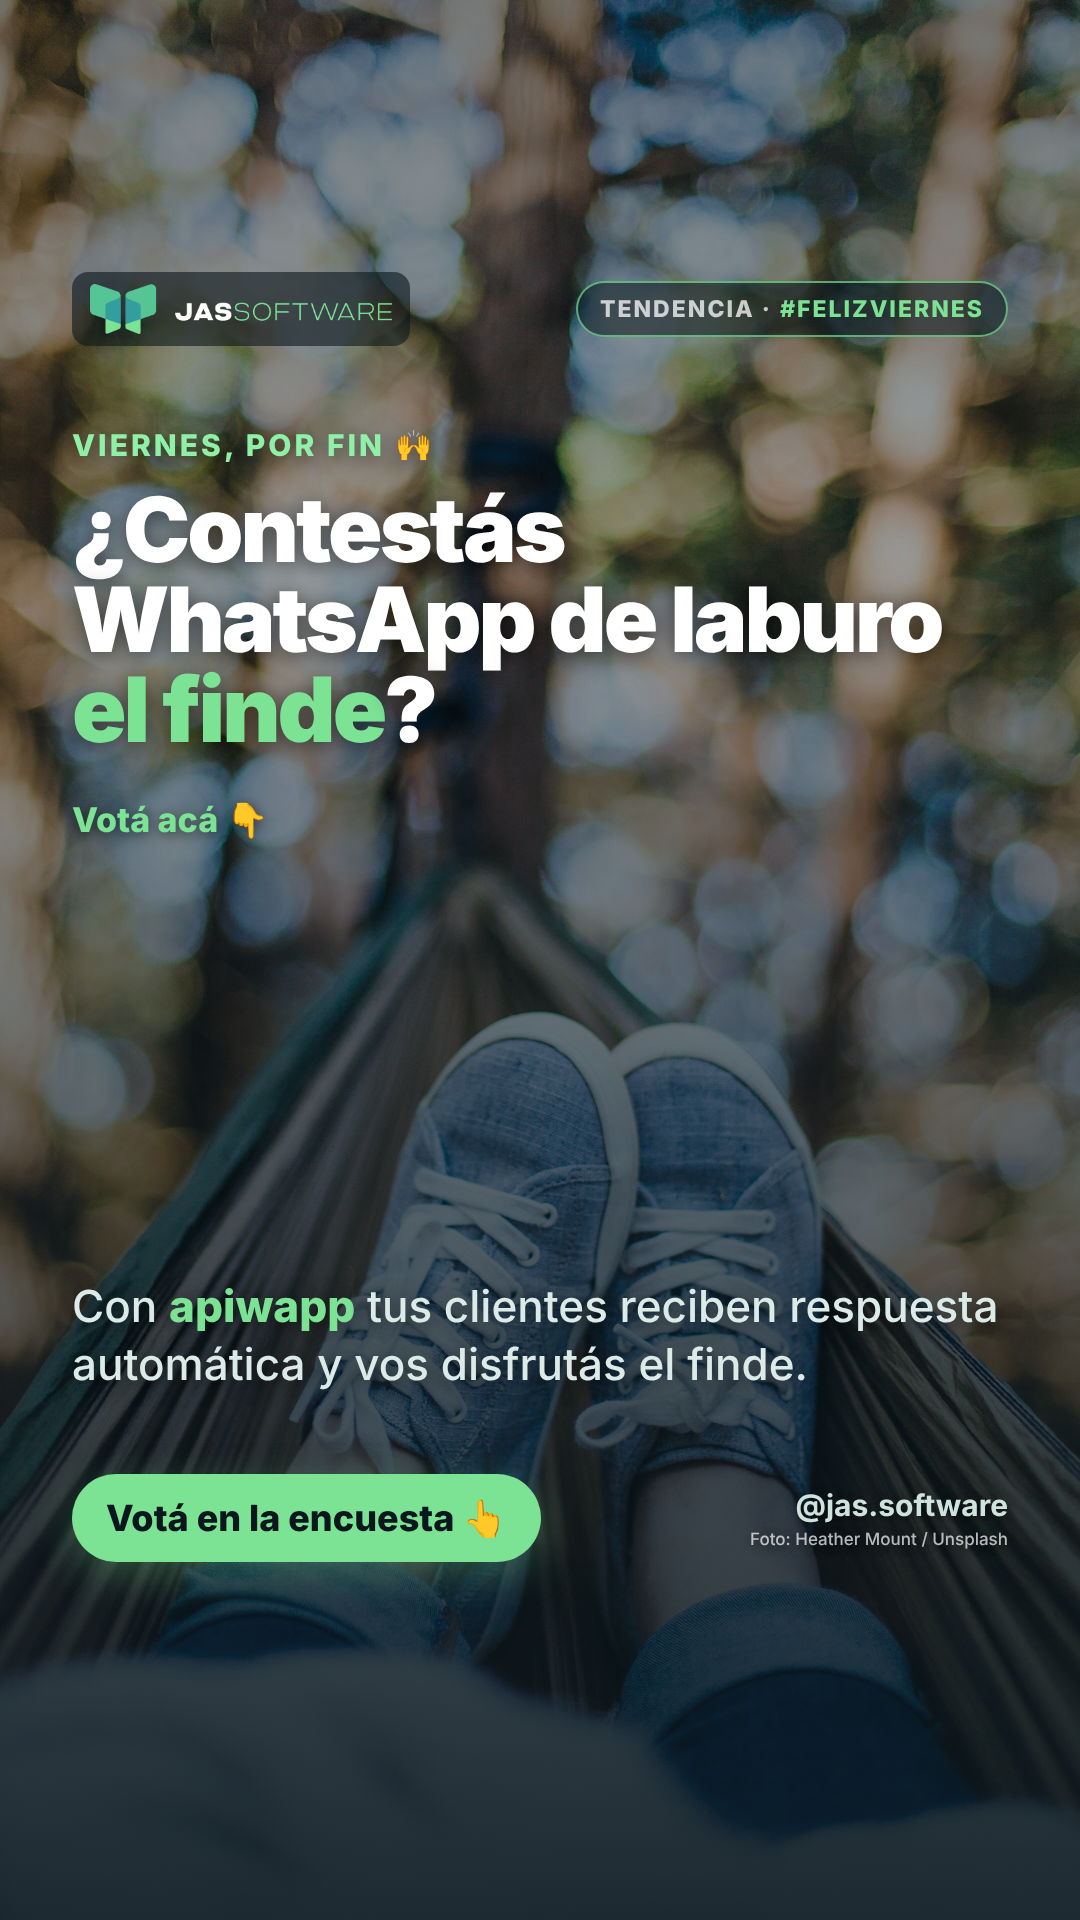 JASSOFTWARE
TENDENCIA · #FELIZVIERNES
VIERNES, POR FIN 🙌
¿Contestás
WhatsApp de laburo
el finde?
Votá acá 👇
Con apiwapp tus clientes reciben respuesta
automática y vos disfrutás el finde.
Votá en la encuesta 👆
@jas.software
Foto: Heather Mount / Unsplash